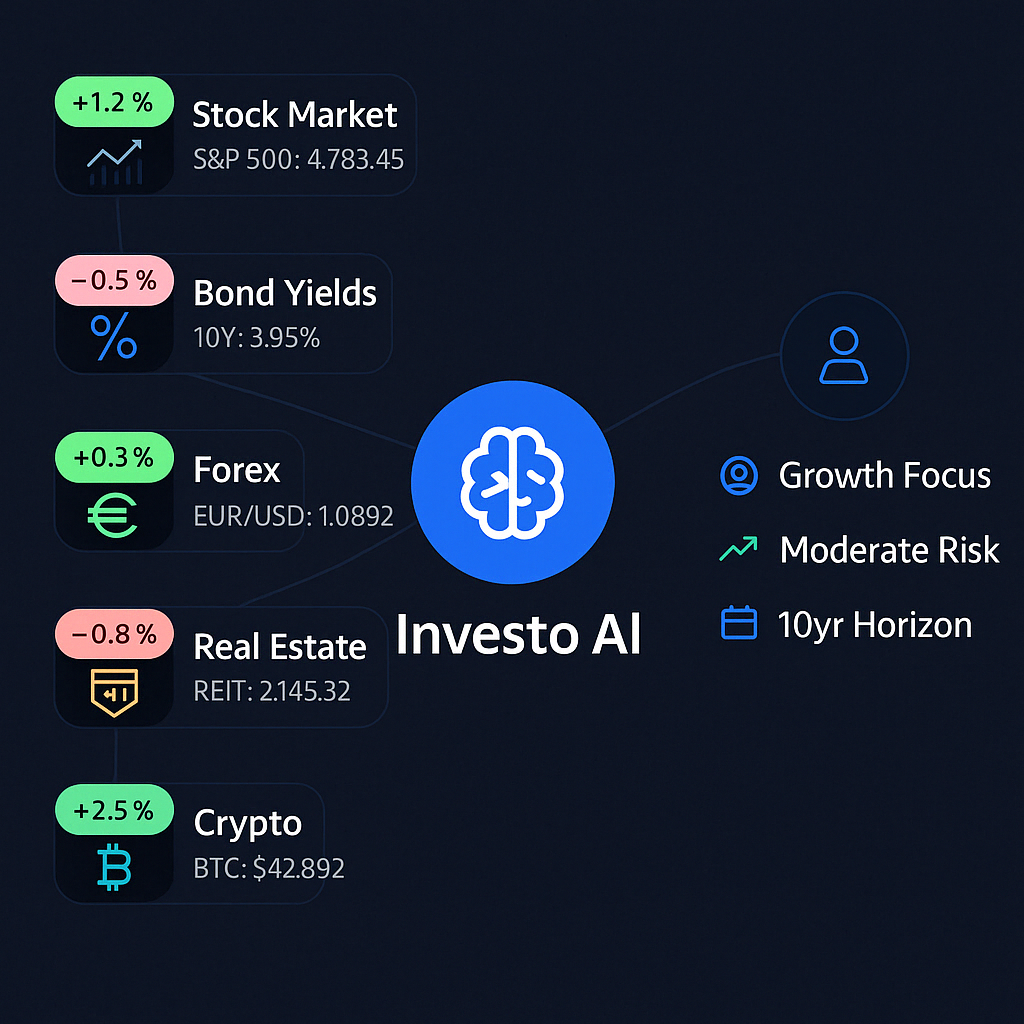 +1.2 %
Stock Market
S&P 500: 4.783.45
−0.5 %
Bond Yields
%
10Y: 3.95%
+0.3 %
Forex
€
EUR/USD: 1.0892
−0.8 %
Real Estate
REIT: 2.145.32
+2.5 %
Crypto
BTC: $42.892
Investo AI
Growth Focus
Moderate Risk
10yr Horizon